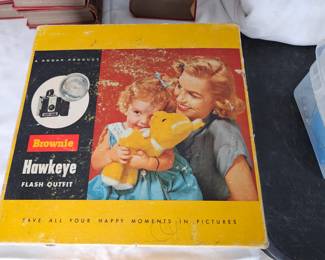 A KODAK PRODUCT
Brownie
Hawkeye
FLASH OUTFIT
SAVE ALL YOUR HAPPY MOMENTS IN PICTURES